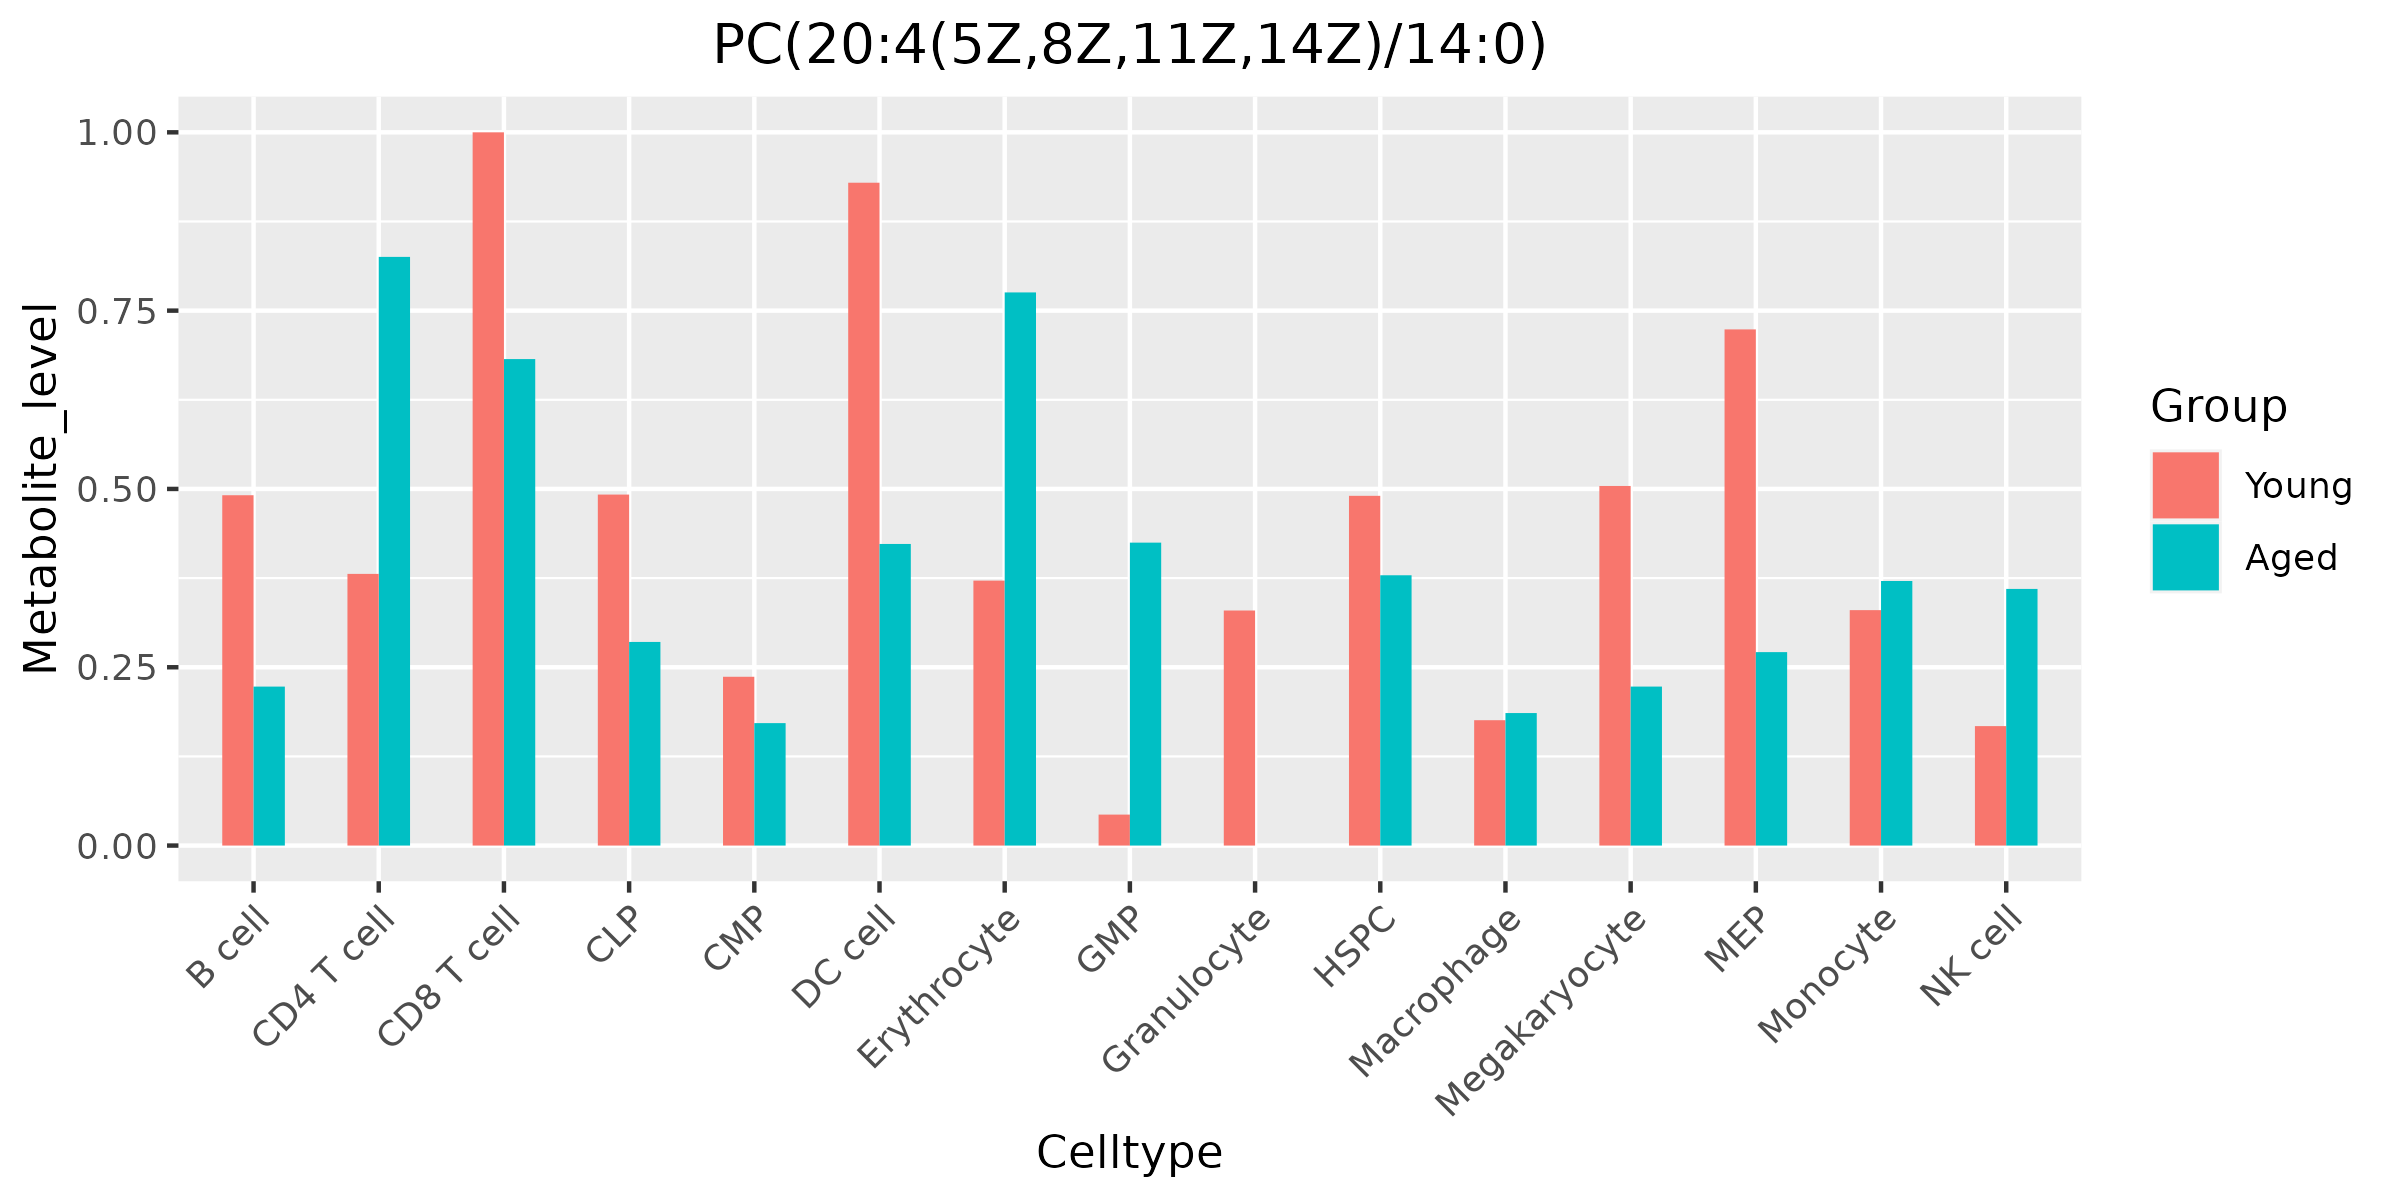 PC(20:4(5Z,8Z,11Z,14Z)/14:0)
Metabolite_level
1.00
0.75
0.50
0.25
0.00
B cell
CD4 T cell
CD8 T cell
CLP
CMP
DC cell
Erythrocyte
GMP
Granulocyte
HSPC
Macrophage
Megakaryocyte
MEP
Monocyte
NK cell
Celltype
Group
Young
Aged